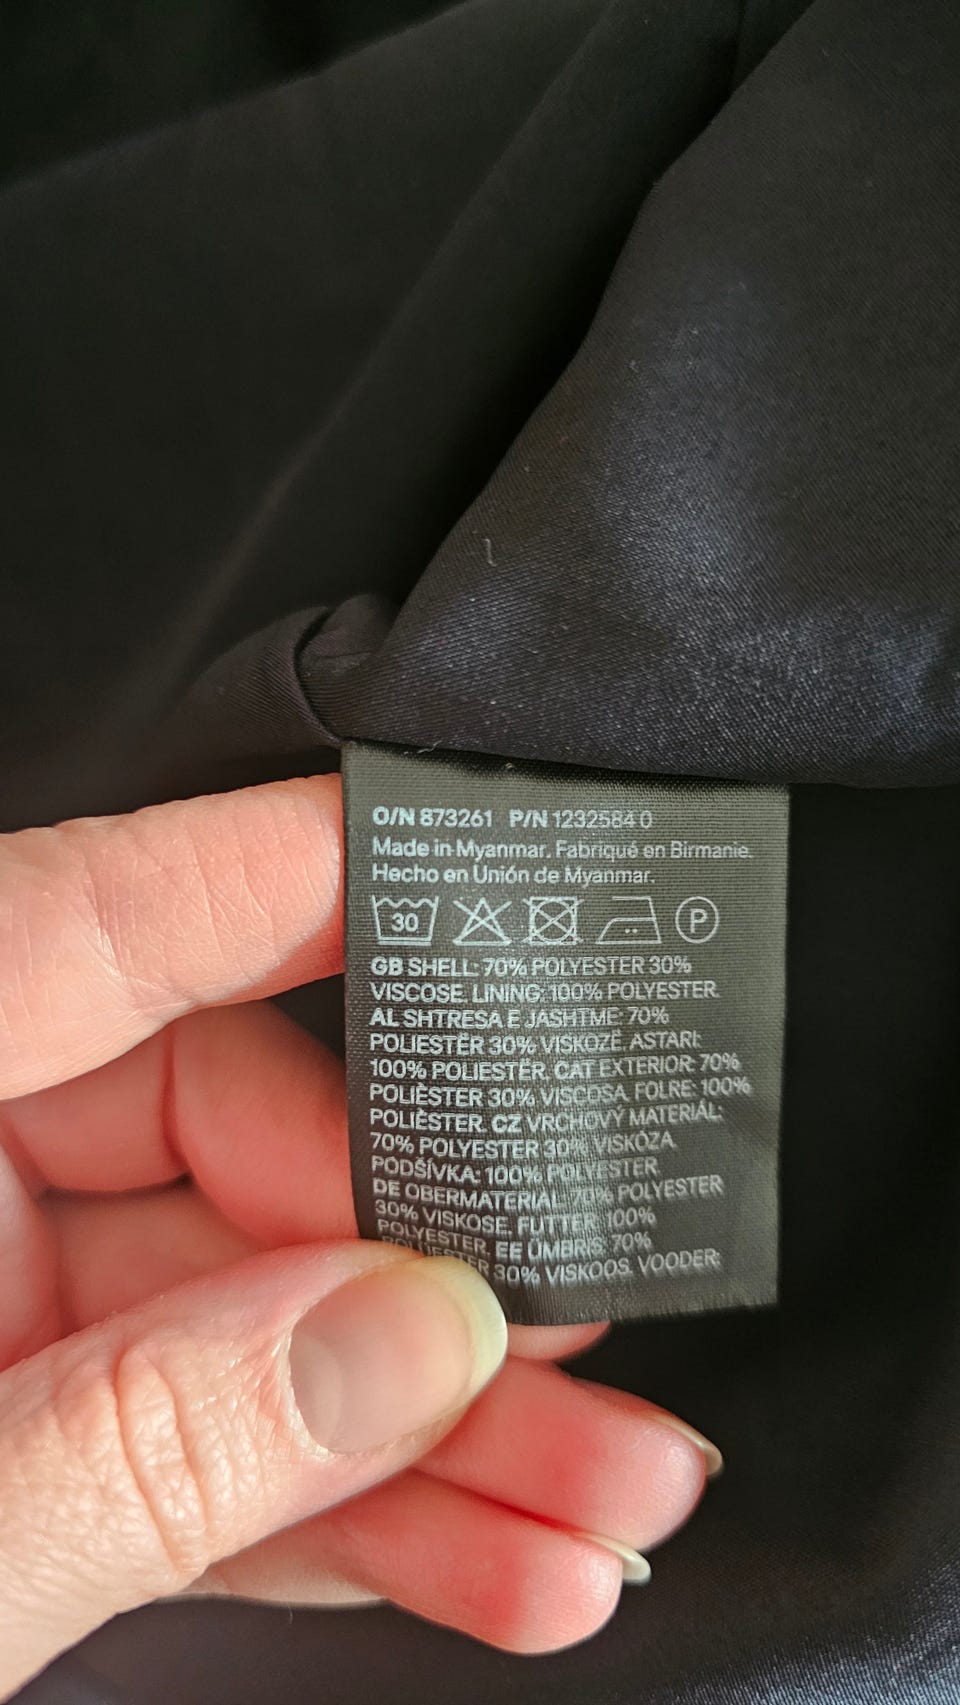 O/N 873261 P/N 1232584 0
Made in Myanmar. Fabriqué en Birmanie.
Hecho en Unión de Myanmar.
30 P
GB SHELL: 70% POLYESTER 30%
VISCOSE. LINING: 100% POLYESTER.
AL SHTRESA E JASHTME: 70%
POLIESTËR 30% VISKOZË. ASTARI:
100% POLIESTËR. CAT EXTERIOR: 70%
POLIÈSTER 30% VISCOSA. FOLRE: 100%
POLIÈSTER. CZ VRCHOVÝ MATERIÁL:
70% POLYESTER 30% VISKÓZA.
PODŠÍVKA: 100% POLYESTER.
DE OBERMATERIAL: 70% POLYESTER
30% VISKOSE. FUTTER: 100%
POLYESTER. EE ÜMBRIS: 70%
POLÜESTER 30% VISKOOS. VOODER: